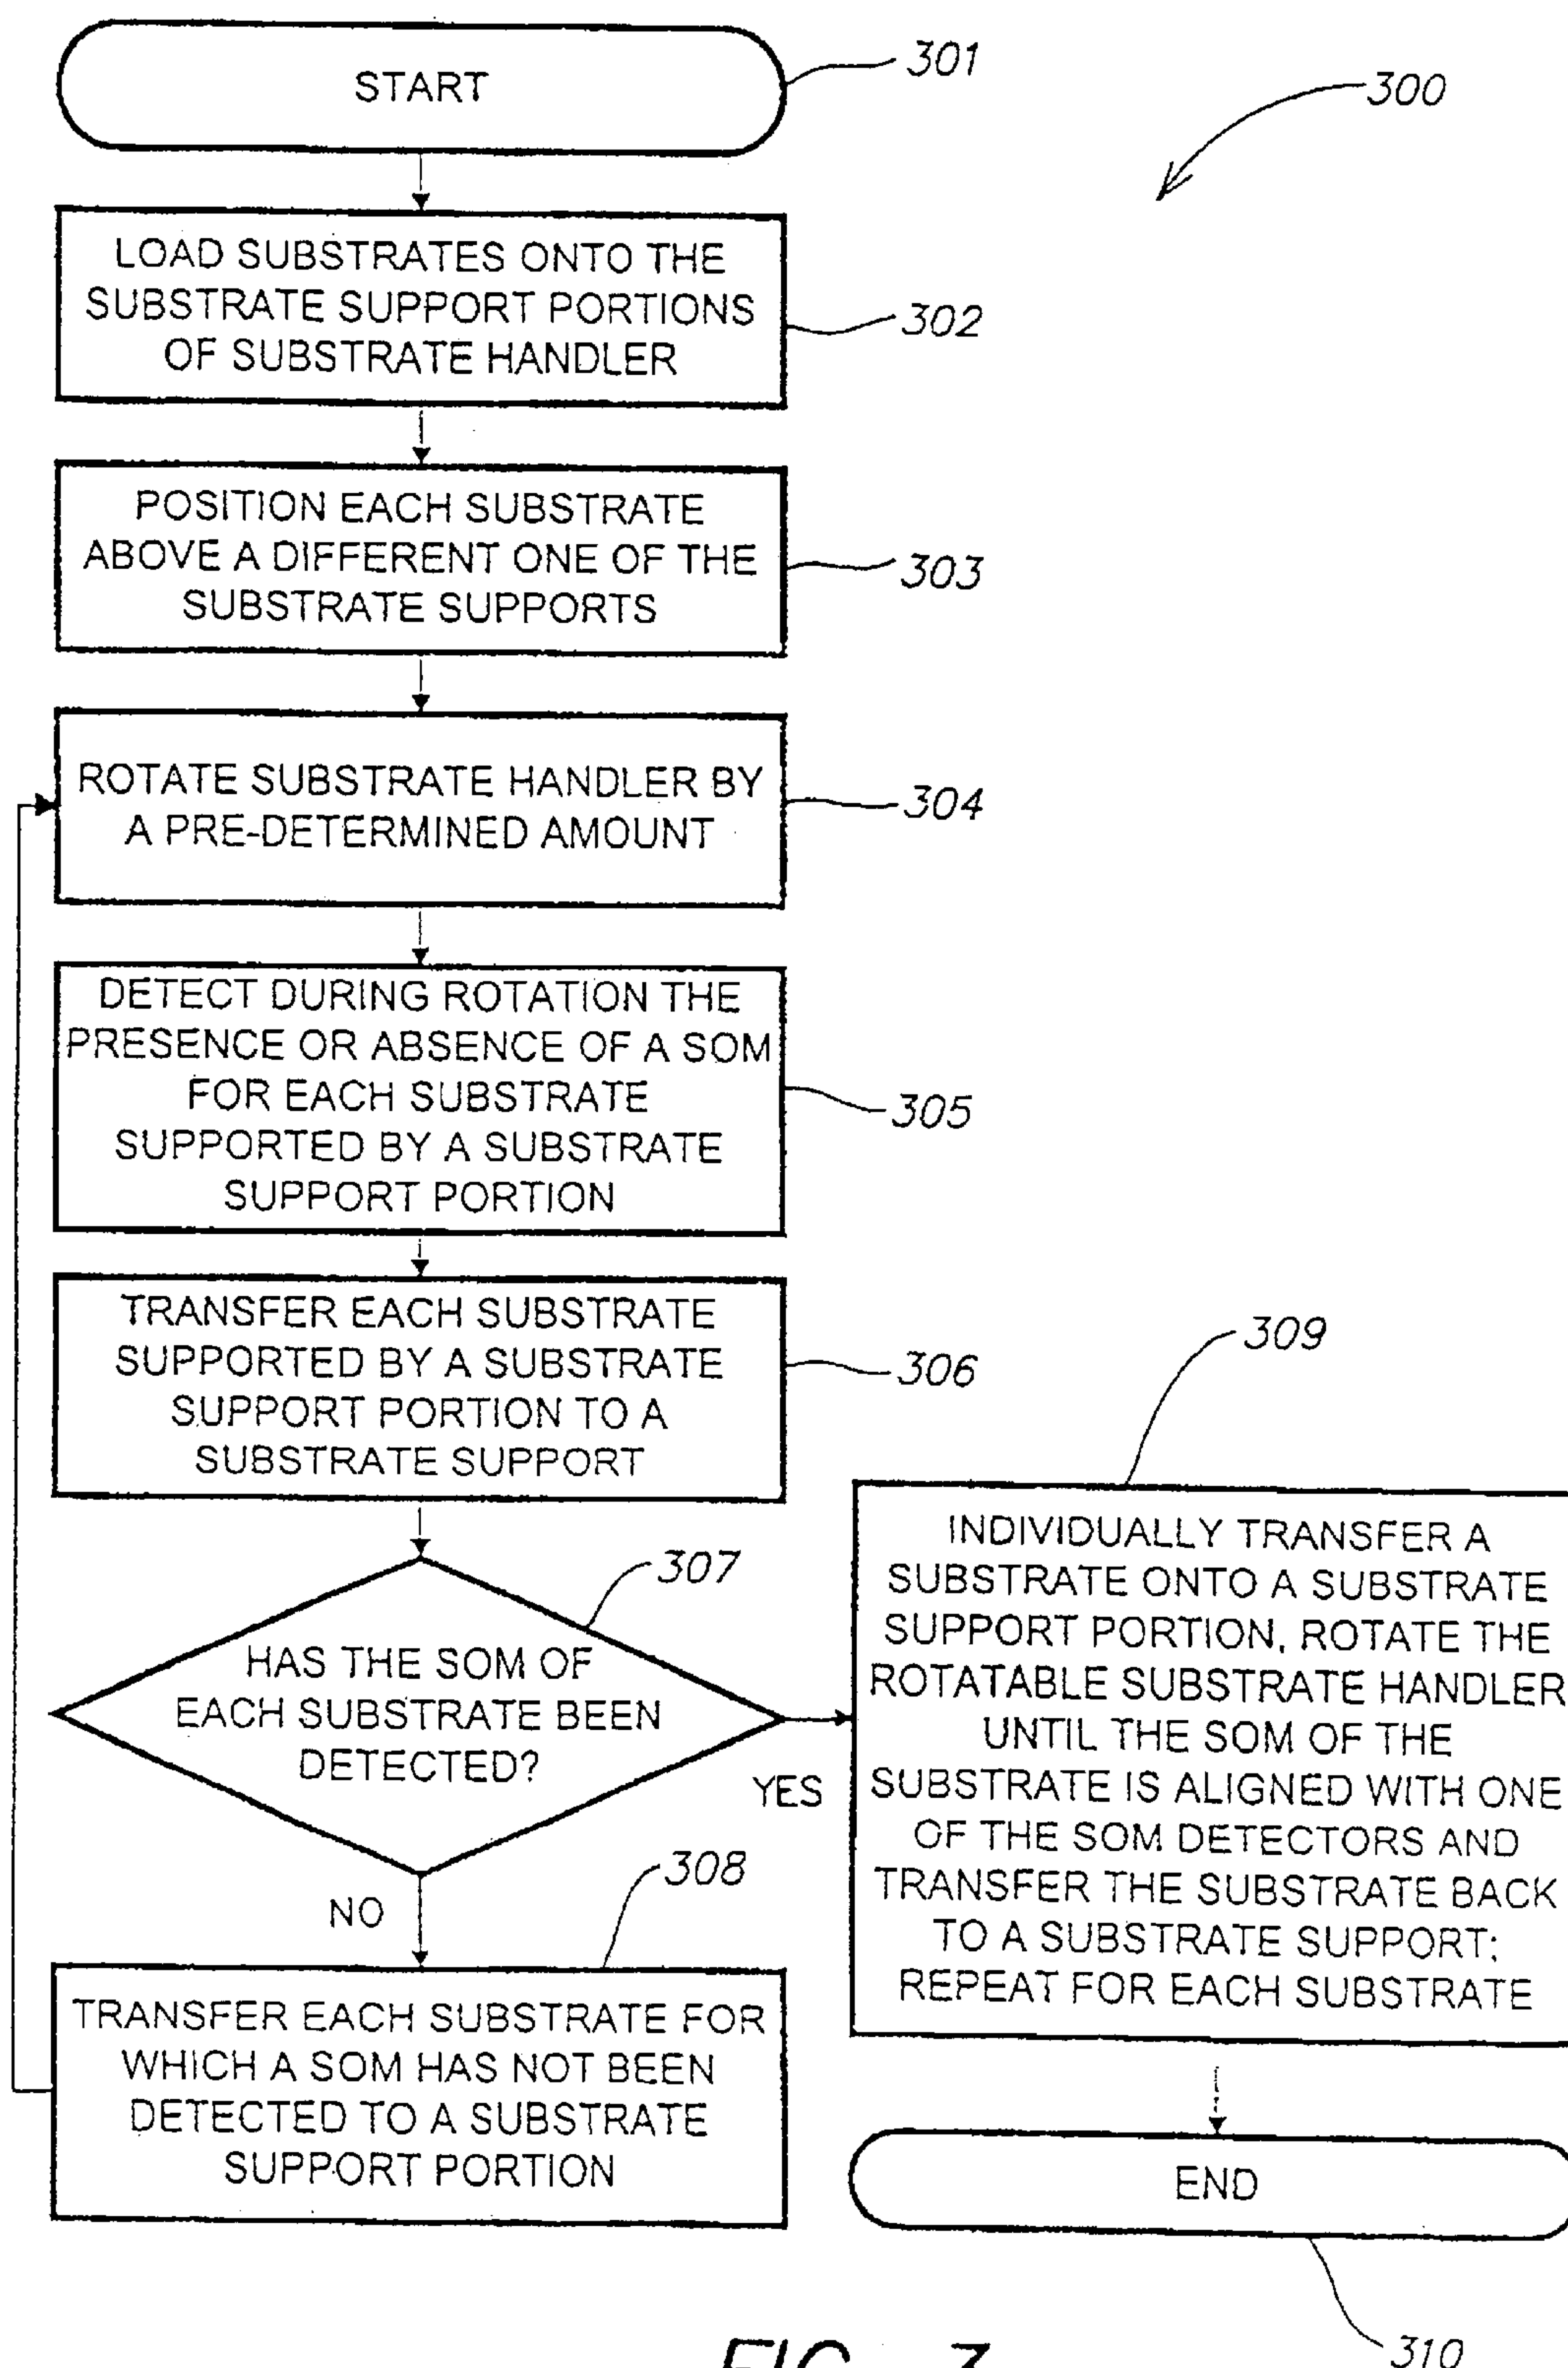 START
301
300
LOAD SUBSTRATES ONTO THE
SUBSTRATE SUPPORT PORTIONS
OF SUBSTRATE HANDLER
302
POSITION EACH SUBSTRATE
ABOVE A DIFFERENT ONE OF THE
SUBSTRATE SUPPORTS
303
ROTATE SUBSTRATE HANDLER BY
A PRE-DETERMINED AMOUNT
304
DETECT DURING ROTATION THE
PRESENCE OR ABSENCE OF A SOM
FOR EACH SUBSTRATE
SUPPORTED BY A SUBSTRATE
SUPPORT PORTION
305
TRANSFER EACH SUBSTRATE
SUPPORTED BY A SUBSTRATE
SUPPORT PORTION TO A
SUBSTRATE SUPPORT
306
307
HAS THE SOM OF
EACH SUBSTRATE BEEN
DETECTED?
YES
NO
308
TRANSFER EACH SUBSTRATE FOR
WHICH A SOM HAS NOT BEEN
DETECTED TO A SUBSTRATE
SUPPORT PORTION
309
INDIVIDUALLY TRANSFER A
SUBSTRATE ONTO A SUBSTRATE
SUPPORT PORTION, ROTATE THE
ROTATABLE SUBSTRATE HANDLER
UNTIL THE SOM OF THE
SUBSTRATE IS ALIGNED WITH ONE
OF THE SOM DETECTORS AND
TRANSFER THE SUBSTRATE BACK
TO A SUBSTRATE SUPPORT;
REPEAT FOR EACH SUBSTRATE
END
310
FIG. 3